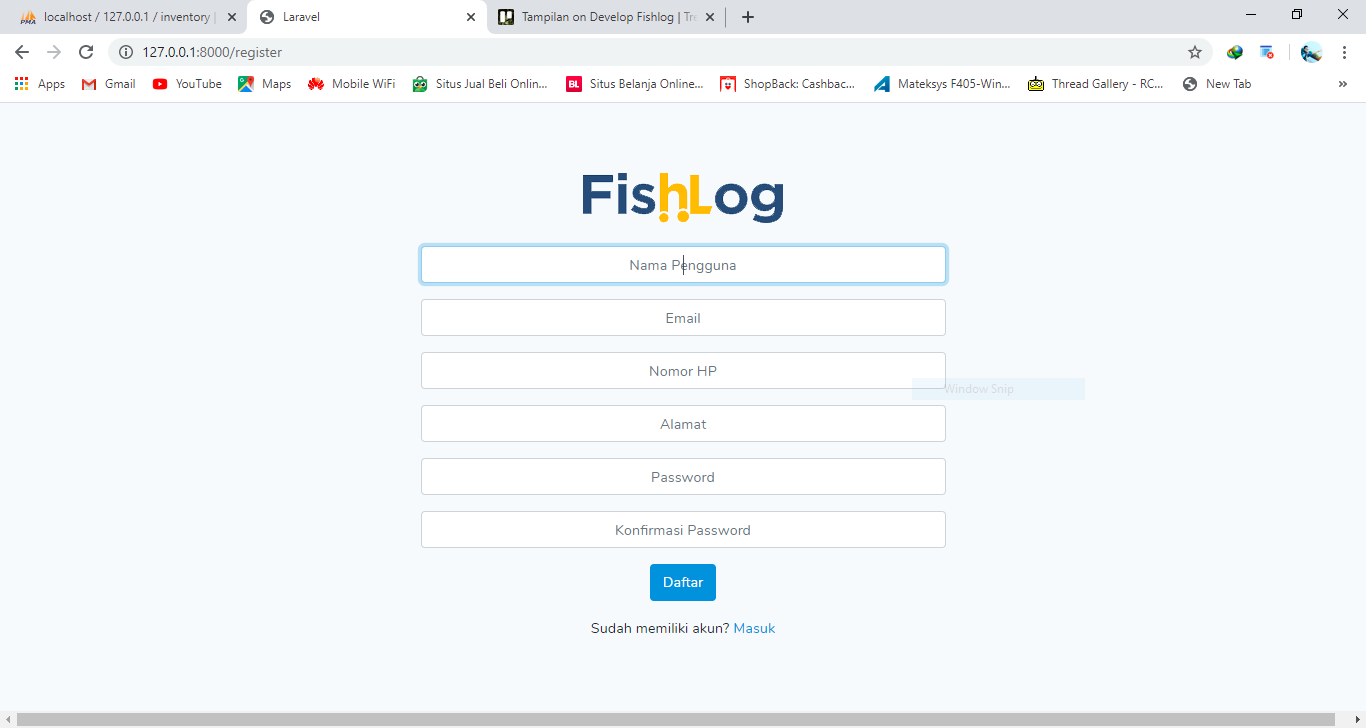 localhost / 127.0.0.1 / inventory |
Laravel
Tampilan on Develop Fishlog | Tre
127.0.0.1:8000/register
Apps
Gmail
YouTube
Maps
Mobile WiFi
Situs Jual Beli Onlin...
BL Situs Belanja Online...
ShopBack: Cashbac...
Mateksys F405-Win...
Thread Gallery - RC...
New Tab
FishLog
Nama Pengguna
Email
Nomor HP
Window Snip
Alamat
Password
Konfirmasi Password
Daftar
Sudah memiliki akun? Masuk